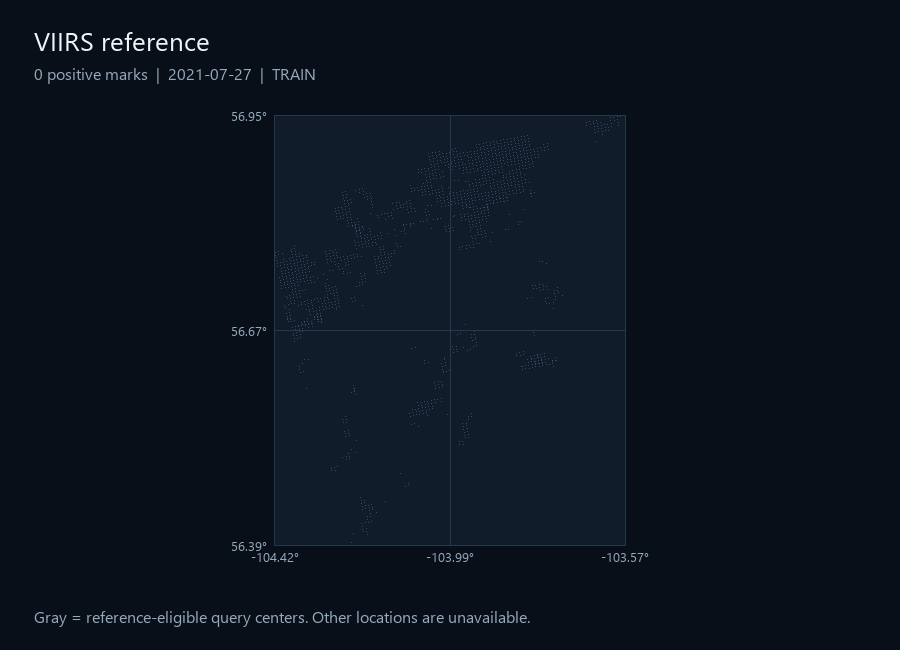 VIIRS reference
0 positive marks | 2021-07-27 | TRAIN
56.95°
56.67°
56.39°
-104.42° -103.99° -103.57°
Gray = reference-eligible query centers. Other locations are unavailable.